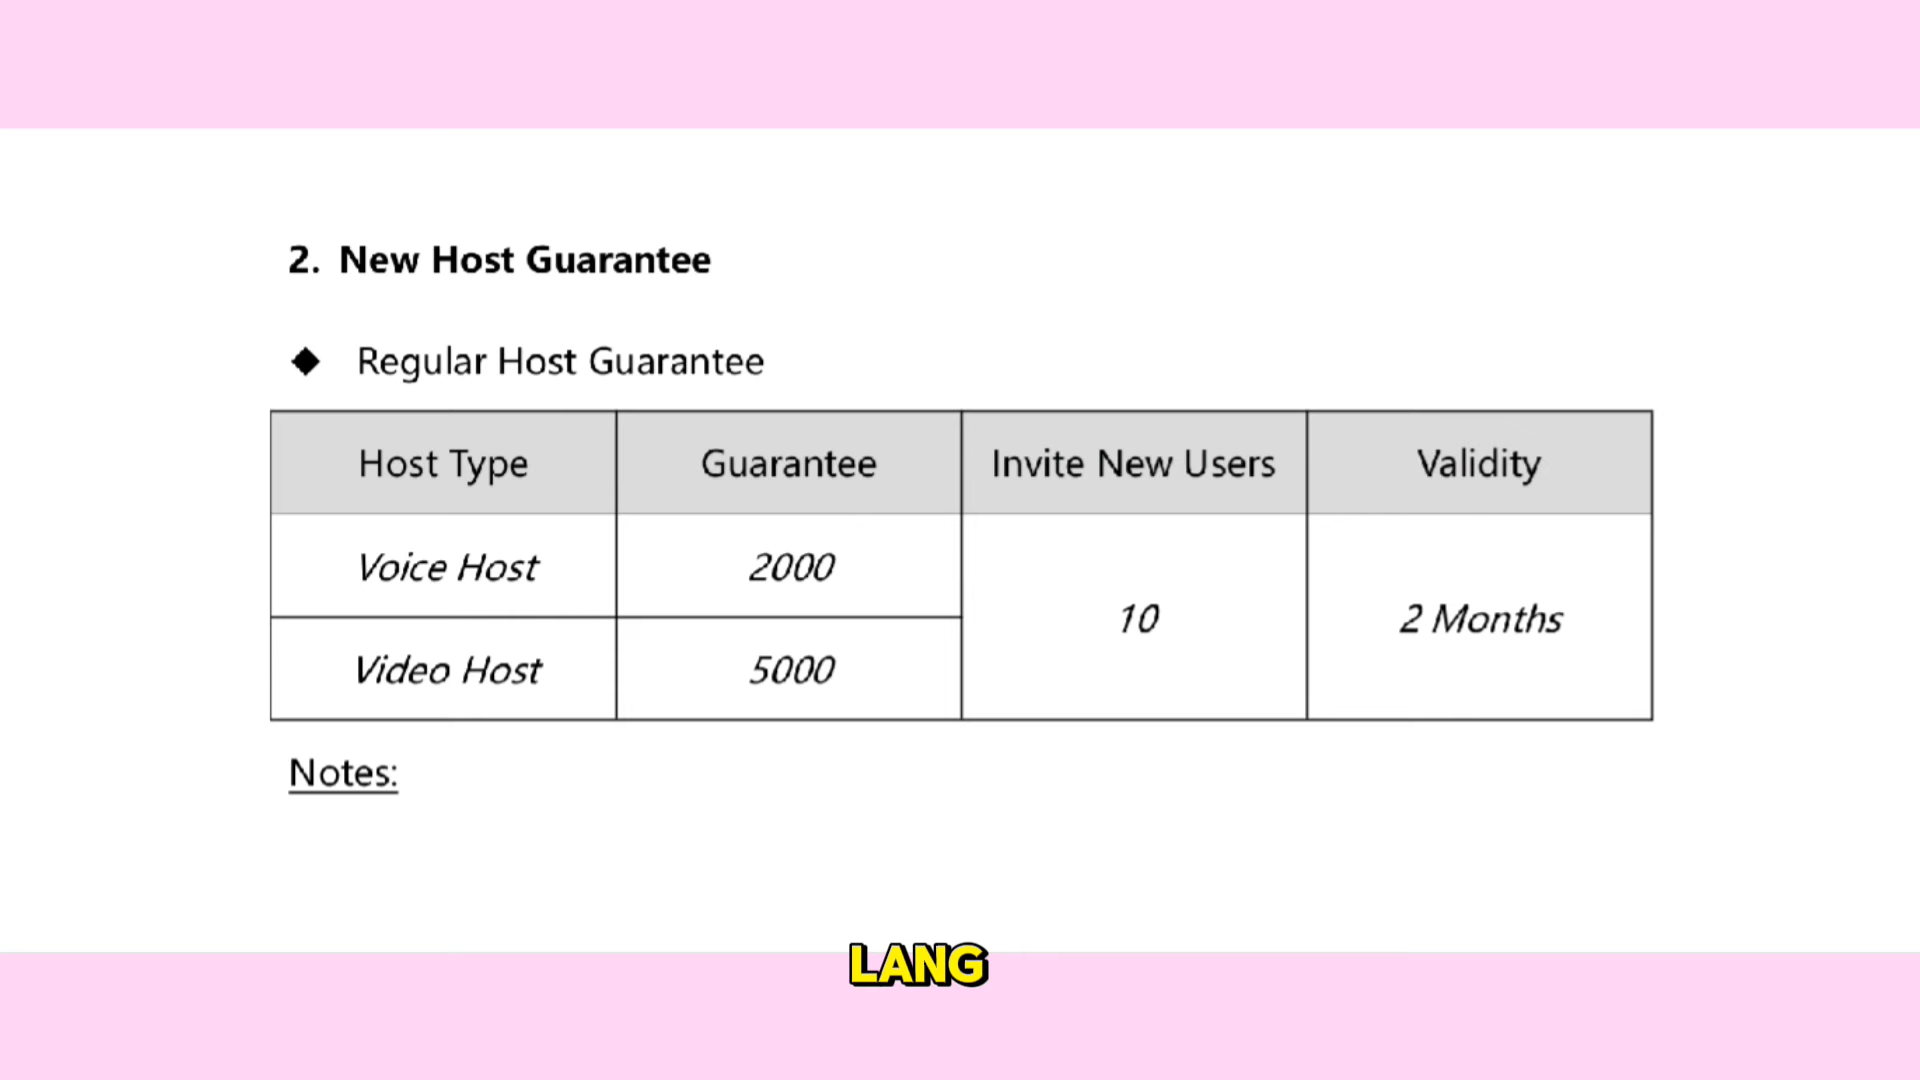 2. New Host Guarantee
◆ Regular Host Guarantee
Host Type Guarantee Invite New Users Validity
Voice Host 2000
10 2 Months
Video Host 5000
Notes:
LANG